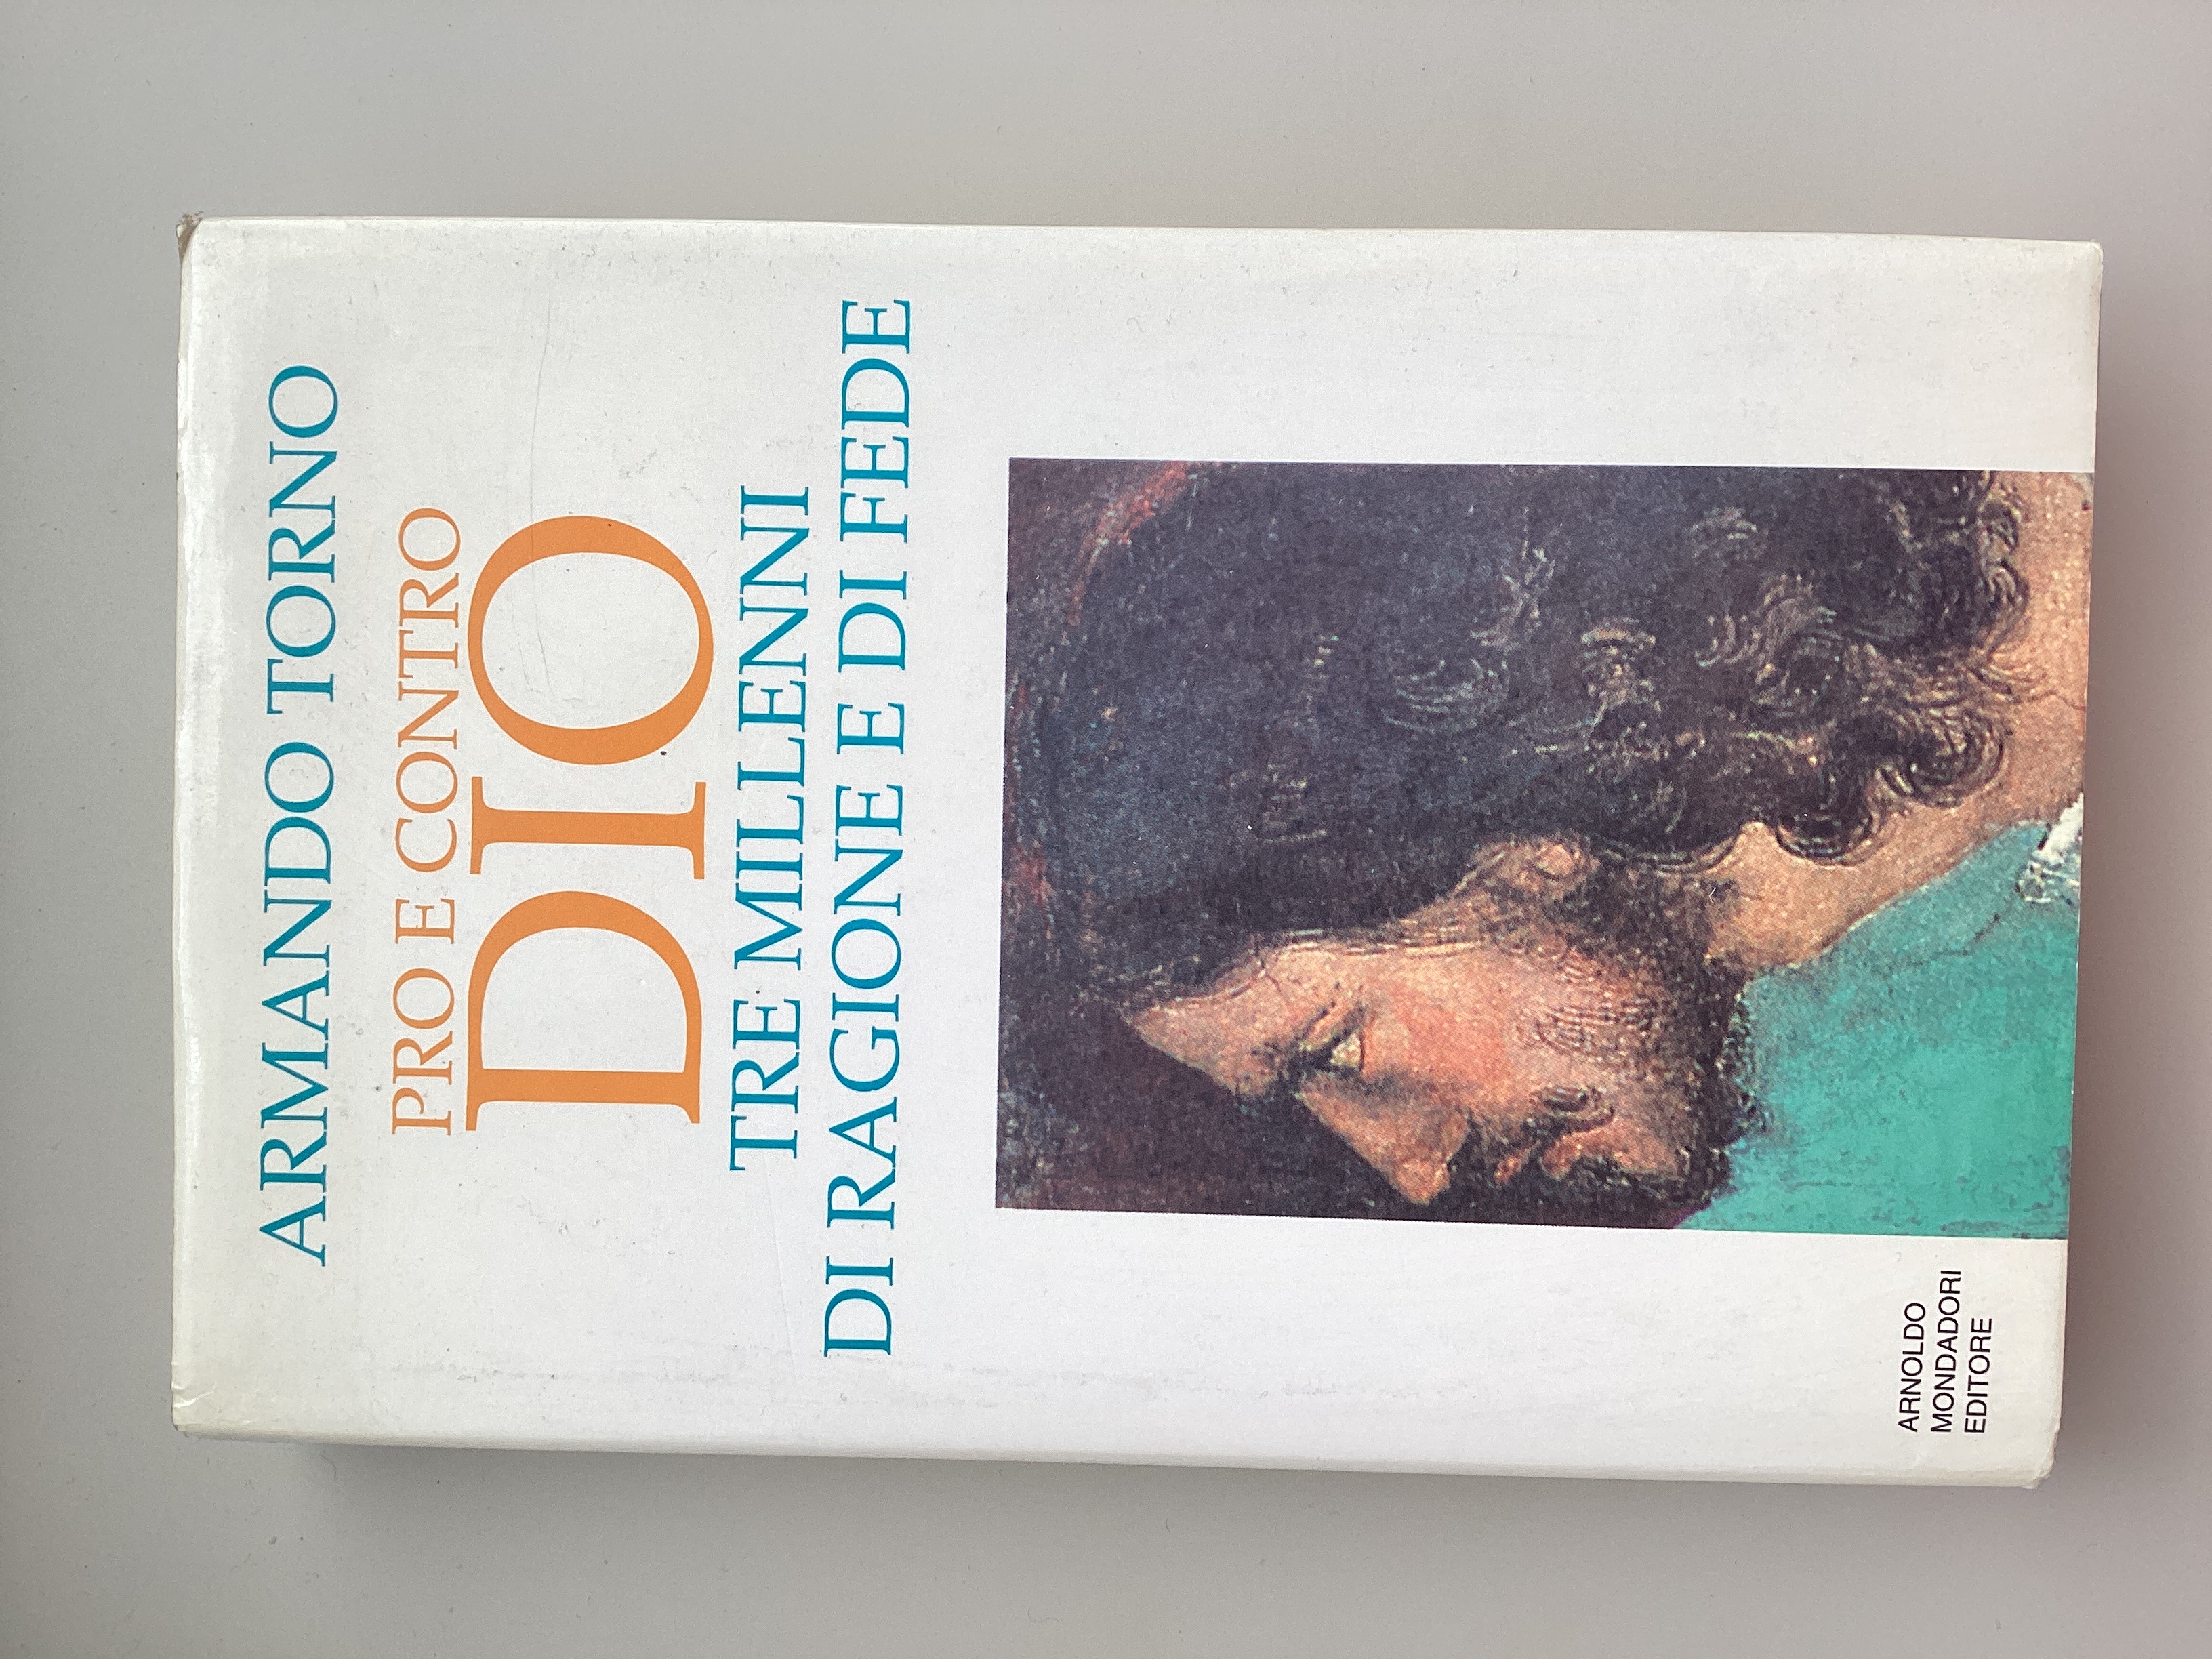 ARMANDO TORNO
PRO E CONTRO
DIO
TRE MILLENNI
DI RAGIONE E DI FEDE
ARNOLDO
MONDADORI
EDITORE